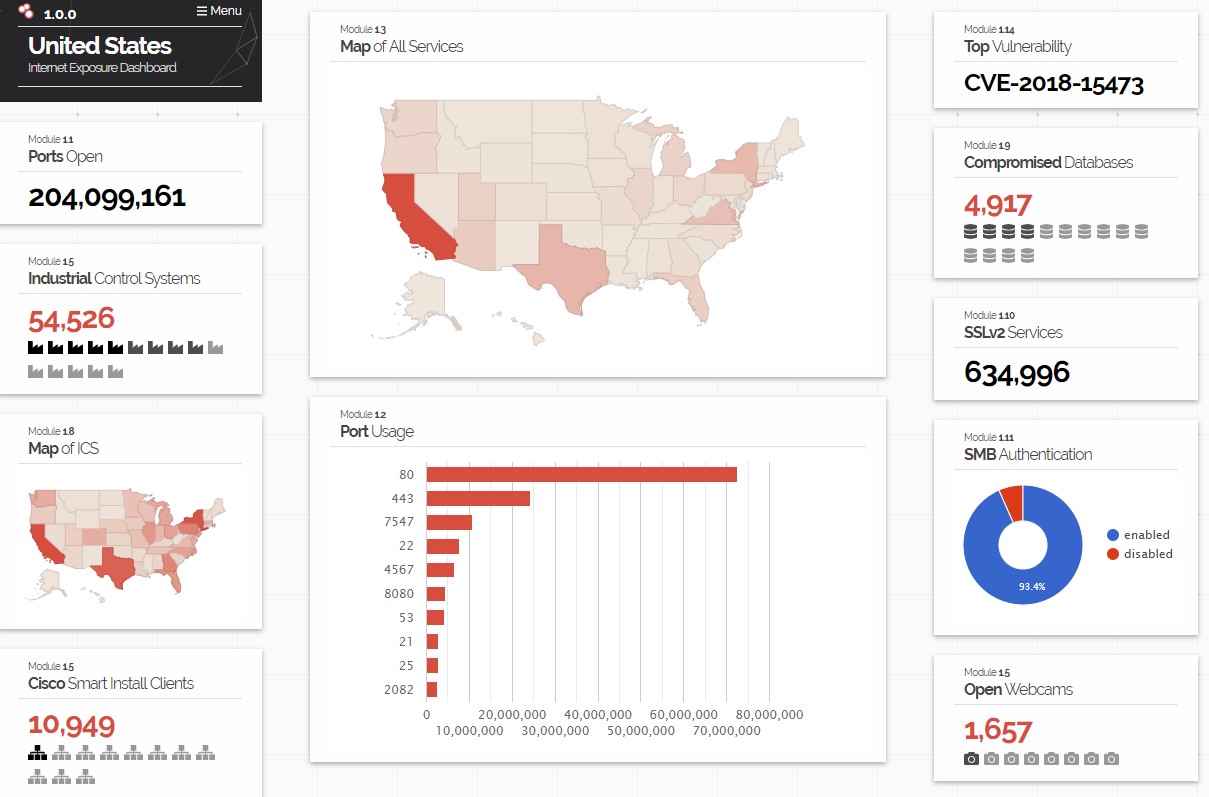 1.0.0
☰ Menu
United States
Internet Exposure Dashboard
Module 1.1
Ports Open
204,099,161
Module 1.5
Industrial Control Systems
54,526
Module 1.8
Map of ICS
Module 1.5
Cisco Smart Install Clients
10,949
Module 1.3
Map of All Services
Module 1.2
Port Usage
80
443
7547
22
4567
8080
53
21
25
2082
0 20,000,000 40,000,000 60,000,000 80,000,000
10,000,000 30,000,000 50,000,000 70,000,000
Module 1.14
Top Vulnerability
CVE-2018-15473
Module 1.9
Compromised Databases
4,917
Module 1.10
SSLv2 Services
634,996
Module 1.11
SMB Authentication
enabled
disabled
93.4%
Module 1.5
Open Webcams
1,657